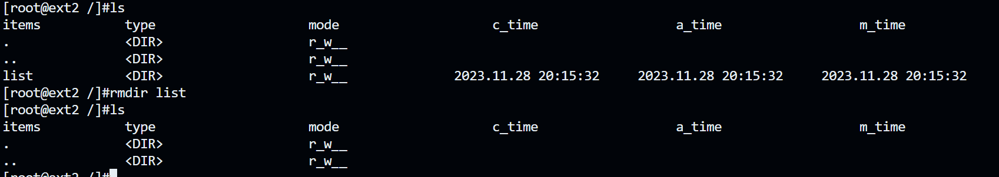 [root@ext2 /]#ls
items type mode c_time a_time m_time
. <DIR> r_w__
.. <DIR> r_w__
list <DIR> r_w__ 2023.11.28 20:15:32 2023.11.28 20:15:32 2023.11.28 20:15:32
[root@ext2 /]#rmdir list
[root@ext2 /]#ls
items type mode c_time a_time m_time
. <DIR> r_w__
.. <DIR> r_w__
[root@ext2 /]#